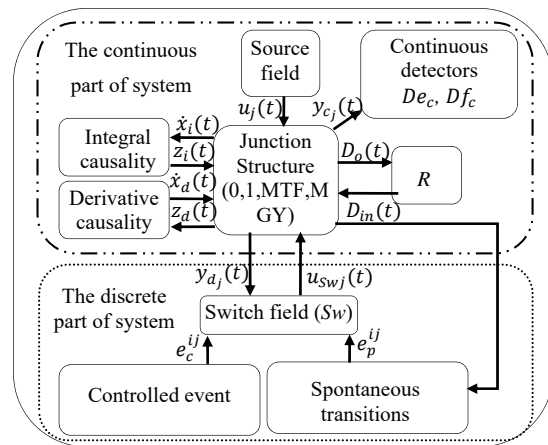 The continuous
part of system
Source
field
Continuous
detectors
De_c, Df_c
u_j(t)
y_{c_j}(t)
Integral
causality
ẋ_i(t)
z_i(t)
Junction
Structure
(0,1,MTF,M
GY)
D_o(t)
R
D_{in}(t)
Derivative
causality
ẋ_d(t)
z_d(t)
y_{d_j}(t)
u_{Swj}(t)
The discrete
part of system
Switch field (Sw)
e_c^{ij}
e_p^{ij}
Controlled event
Spontaneous
transitions